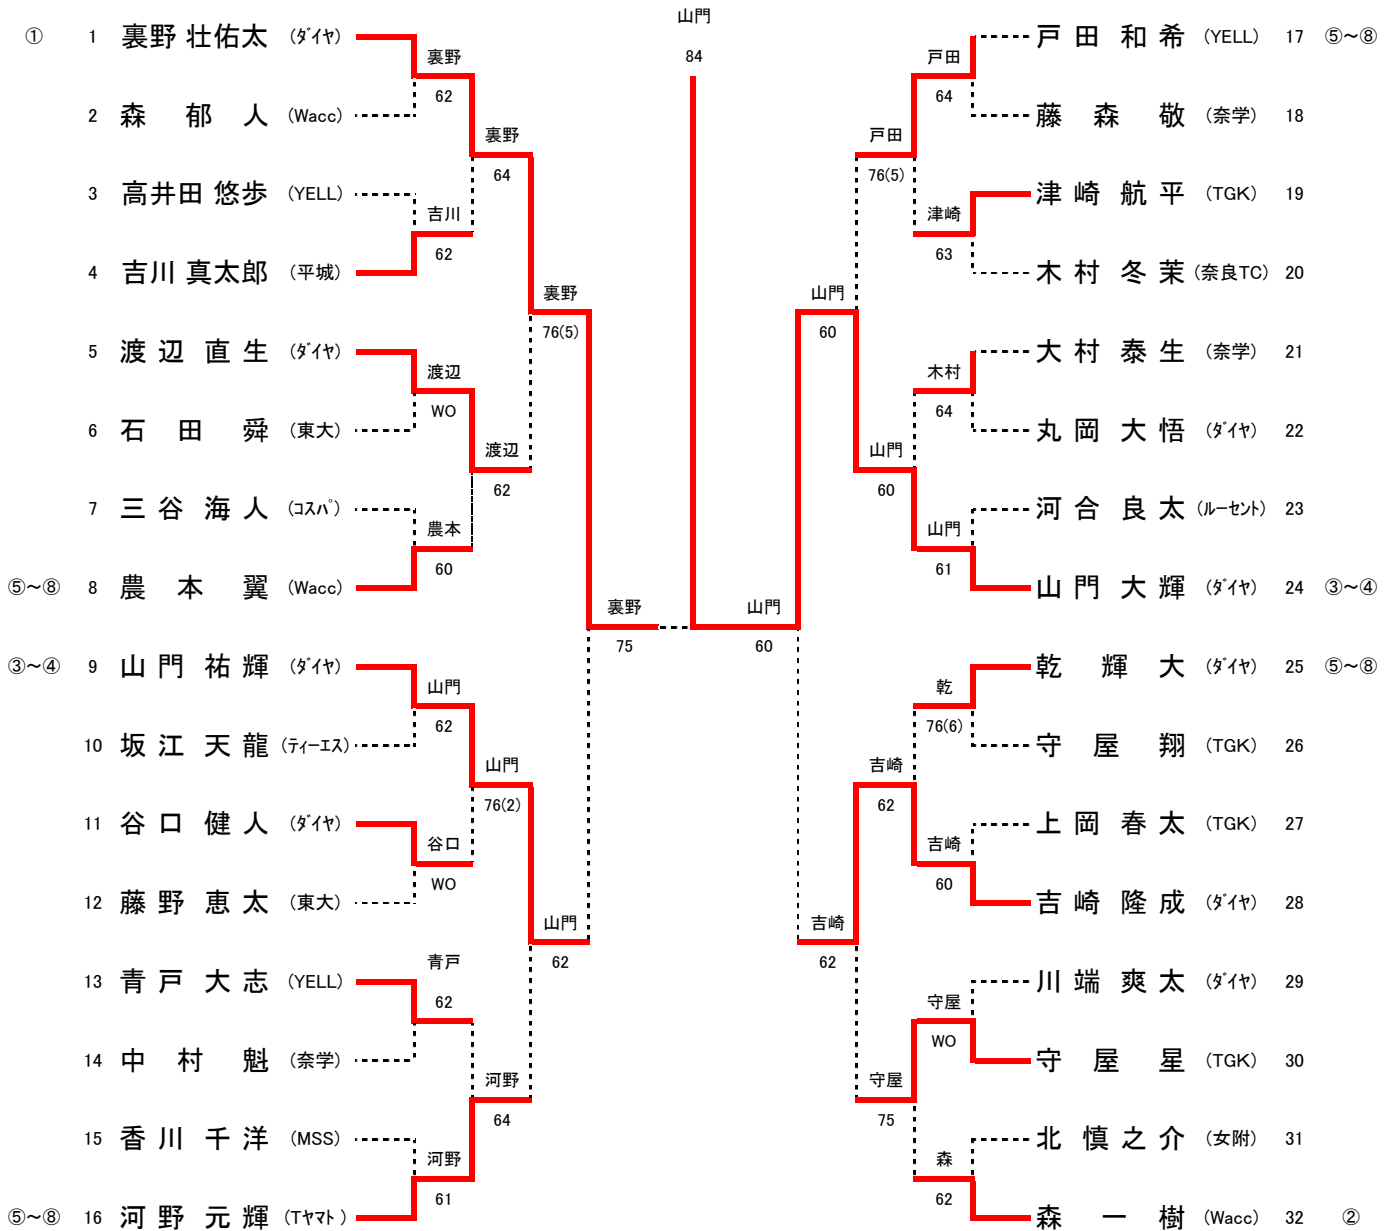 山門
84
① 1 裏野 壮佑太 (ダイヤ)
裏野
62
2 森 郁 人 (Wacc)
裏野
64
3 高井田 悠歩 (YELL)
吉川
62
4 吉川 真太郎 (平城)
裏野
76(5)
5 渡 辺 直 生 (ダイヤ)
渡辺
WO
6 石 田 舜 (東大)
渡辺
62
7 三 谷 海 人 (コスパ)
農本
60
⑤～⑧ 8 農 本 翼 (Wacc)
裏野
75
③～④ 9 山 門 祐 輝 (ダイヤ)
山門
62
10 坂 江 天 龍 (ティーエス)
山門
76(2)
11 谷 口 健 人 (ダイヤ)
谷口
WO
12 藤 野 恵 太 (東大)
山門
62
13 青 戸 大 志 (YELL)
青戸
62
14 中 村 魁 (奈学)
河野
64
15 香 川 千 洋 (MSS)
河野
61
⑤～⑧ 16 河 野 元 輝 (Tヤマト)
戸 田 和 希 (YELL) 17 ⑤～⑧
戸田
64
藤 森 敬 (奈学) 18
戸田
76(5)
津 崎 航 平 (TGK) 19
津崎
63
木 村 冬 茉 (奈良TC) 20
山門
60
大 村 泰 生 (奈学) 21
木村
64
丸 岡 大 悟 (ダイヤ) 22
山門
60
河 合 良 太 (ルーセント) 23
山門
61
山 門 大 輝 (ダイヤ) 24 ③～④
山門
60
乾 輝 大 (ダイヤ) 25 ⑤～⑧
乾
76(6)
守 屋 翔 (TGK) 26
吉崎
62
上 岡 春 太 (TGK) 27
吉崎
60
吉 崎 隆 成 (ダイヤ) 28
吉崎
62
川 端 爽 太 (ダイヤ) 29
守屋
WO
守 屋 星 (TGK) 30
守屋
75
北 慎 之 介 (女附) 31
森
62
森 一 樹 (Wacc) 32 ②